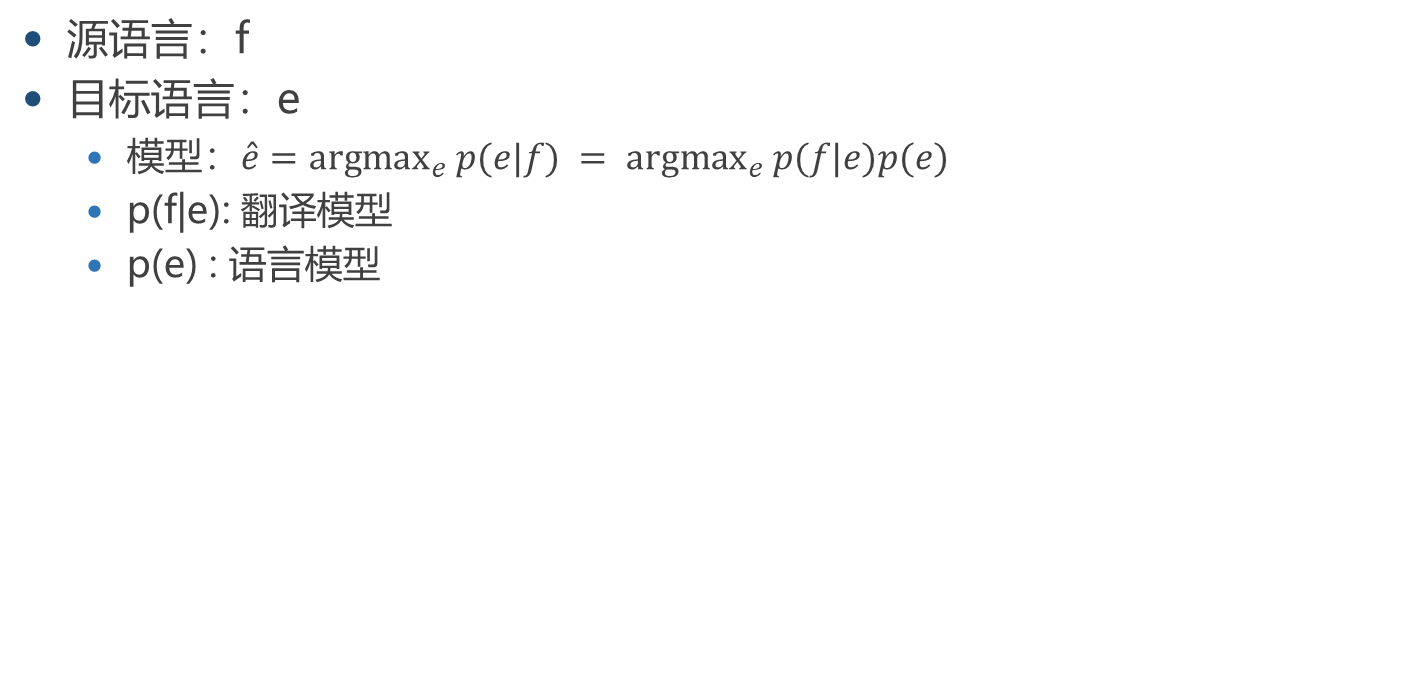 • 源语言：f
• 目标语言：e
• 模型：ê = argmaxₑ p(e|f) = argmaxₑ p(f|e)p(e)
• p(f|e): 翻译模型
• p(e) : 语言模型